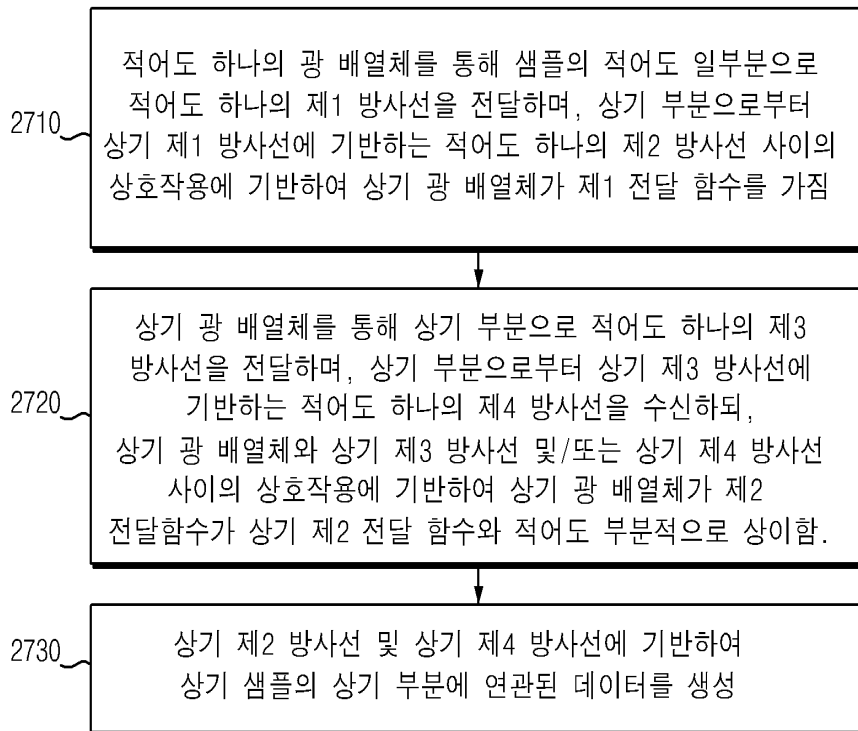 2710
적어도 하나의 광 배열체를 통해 샘플의 적어도 일부분으로
적어도 하나의 제1 방사선을 전달하며, 상기 부분으로부터
상기 제1 방사선에 기반하는 적어도 하나의 제2 방사선 사이의
상호작용에 기반하여 상기 광 배열체가 제1 전달 함수를 가짐
2720
상기 광 배열체를 통해 상기 부분으로 적어도 하나의 제3
방사선을 전달하며, 상기 부분으로부터 상기 제3 방사선에
기반하는 적어도 하나의 제4 방사선을 수신하되,
상기 광 배열체와 상기 제3 방사선 및/또는 상기 제4 방사선
사이의 상호작용에 기반하여 상기 광 배열체가 제2
전달함수가 상기 제2 전달 함수와 적어도 부분적으로 상이함.
2730
상기 제2 방사선 및 상기 제4 방사선에 기반하여
상기 샘플의 상기 부분에 연관된 데이터를 생성